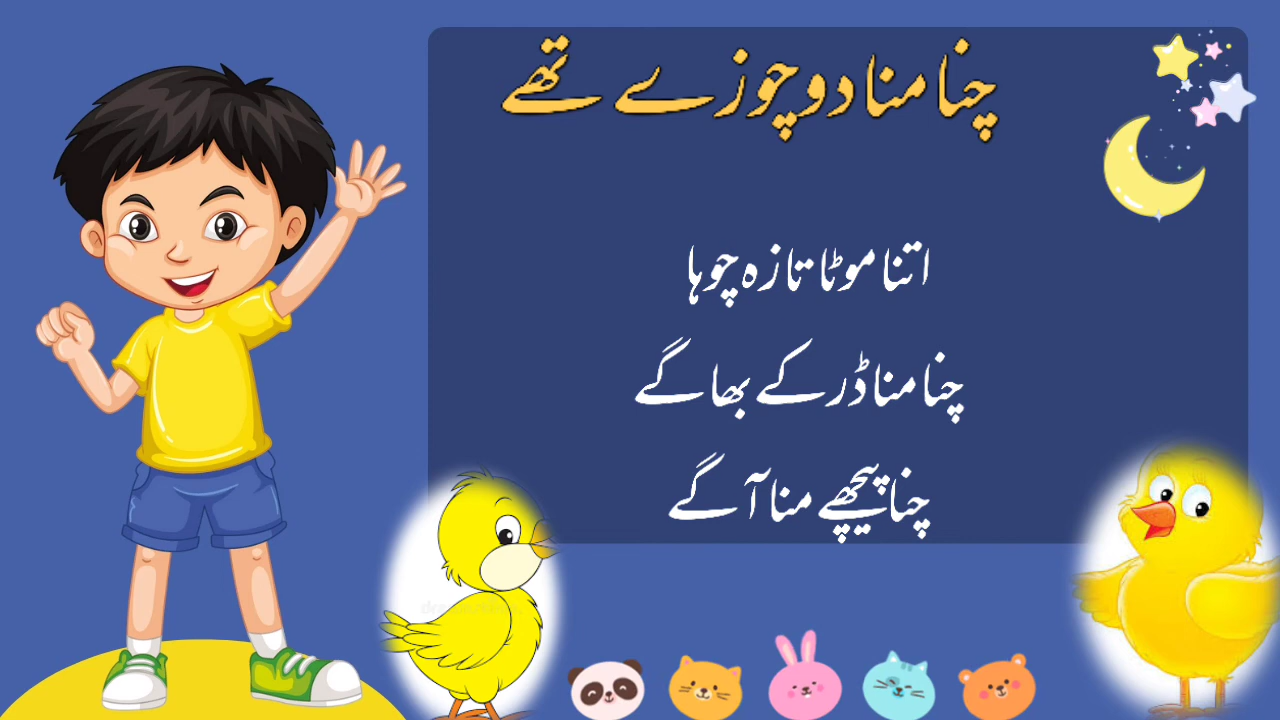 چنا منا دو چوزے تھے
اتنا موٹا تازہ چوہا
چنا منا ڈر کے بھاگے
چنا پیچھے منا آگے